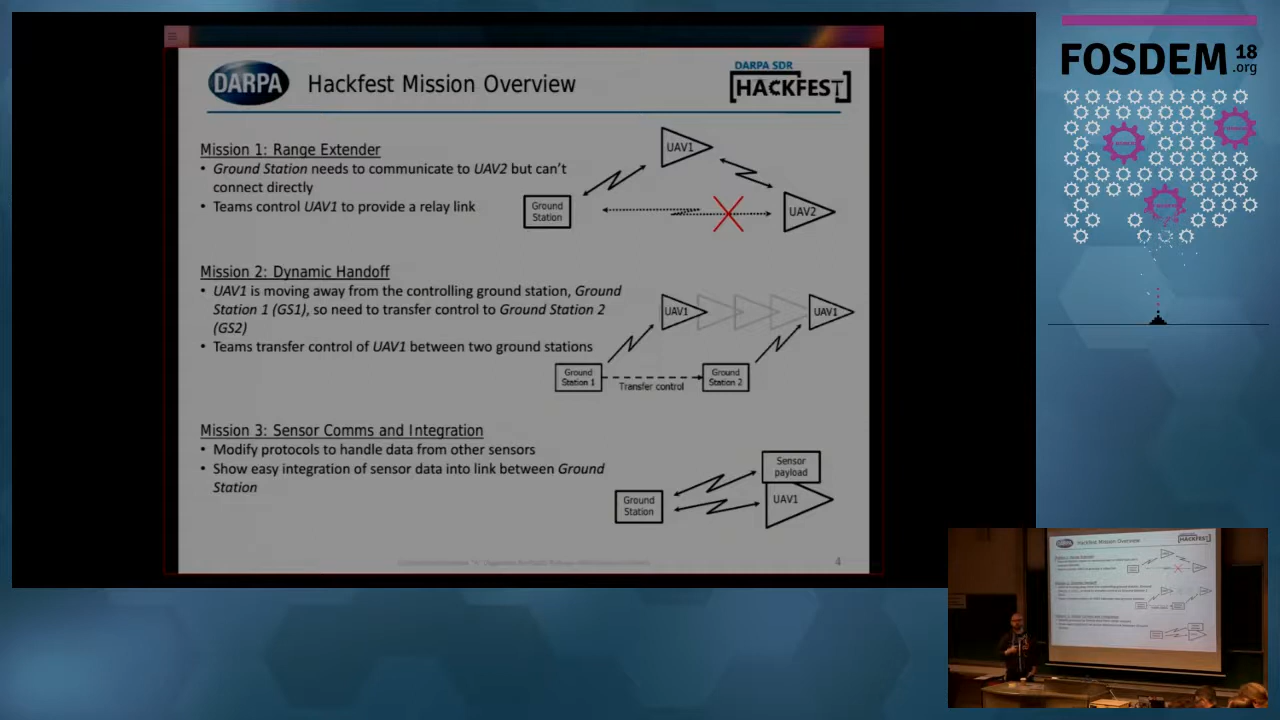 DARPA
Hackfest Mission Overview
DARPA SDR
HACKFEST
Mission 1: Range Extender
• Ground Station needs to communicate to UAV2 but can't
connect directly
• Teams control UAV1 to provide a relay link
UAV1
Ground
Station
UAV2
Mission 2: Dynamic Handoff
• UAV1 is moving away from the controlling ground station, Ground
Station 1 (GS1), so need to transfer control to Ground Station 2
(GS2)
• Teams transfer control of UAV1 between two ground stations
UAV1
UAV1
Ground
Station 1
Transfer control
Ground
Station 2
Mission 3: Sensor Comms and Integration
• Modify protocols to handle data from other sensors
• Show easy integration of sensor data into link between Ground
Station
Sensor
payload
Ground
Station
UAV1
4
FOSDEM 18
.org
Hackfest Mission Overview
HACKFEST